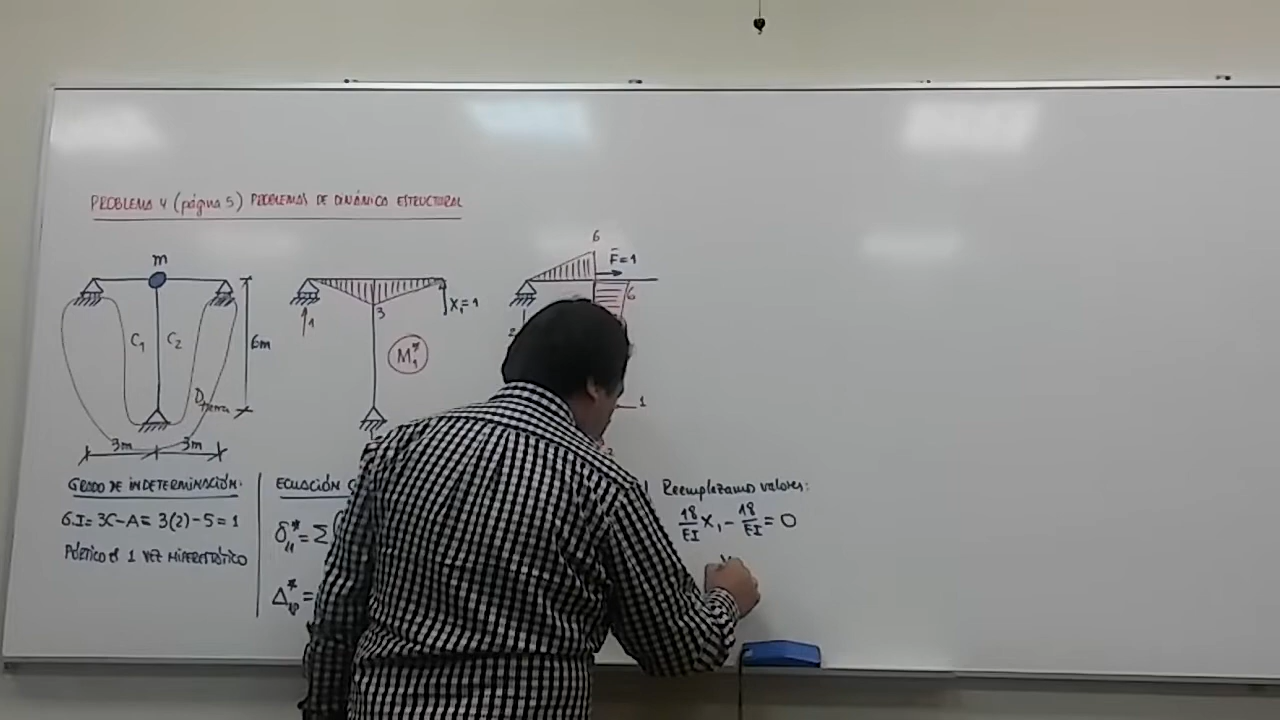 PROBLEMA 4 (página 5) PROBLEMAS DE DINÁMICA ESTRUCTURAL
m
C₁ C₂
6m
Dtierra
3m 3m
3
X₁=1
1
M₁*
6
F̄=1
6
2
1
GRADO DE INDETERMINACIÓN:
G.I= 3C-A= 3(2)-5=1
PÓRTICO ES 1 VEZ HIPERESTÁTICO
ECUACIÓN
δ₁₁* = Σ
Δ₁p* =
Reemplazamos valores:
18/EI X₁ - 18/EI = 0